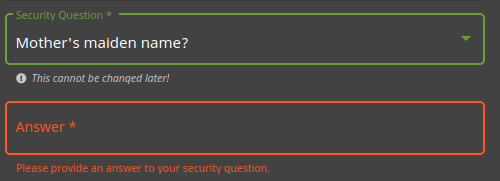 Security Question *
Mother's maiden name?
This cannot be changed later!
Answer *
Please provide an answer to your security question.